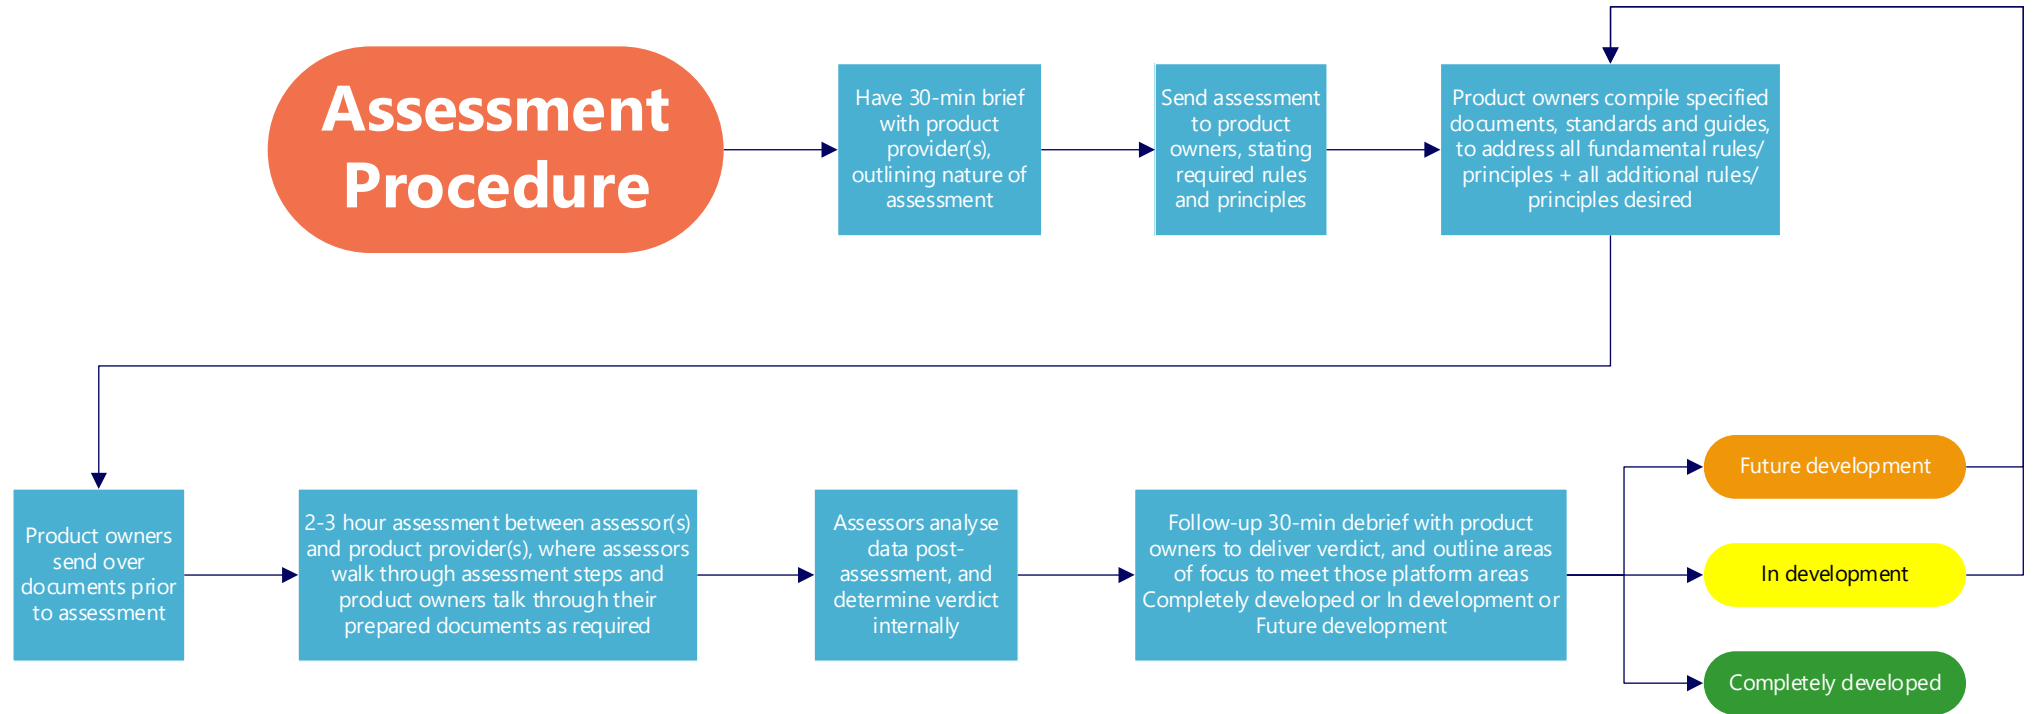 Assessment
Procedure
Have 30-min brief
with product
provider(s),
outlining nature of
assessment
Send assessment
to product
owners, stating
required rules
and principles
Product owners compile specified
documents, standards and guides,
to address all fundamental rules/
principles + all additional rules/
principles desired
Product owners
send over
documents prior
to assessment
2-3 hour assessment between assessor(s)
and product provider(s), where assessors
walk through assessment steps and
product owners talk through their
prepared documents as required
Assessors analyse
data post-
assessment, and
determine verdict
internally
Follow-up 30-min debrief with product
owners to deliver verdict, and outline areas
of focus to meet those platform areas
Completely developed or In development or
Future development
Future development
In development
Completely developed